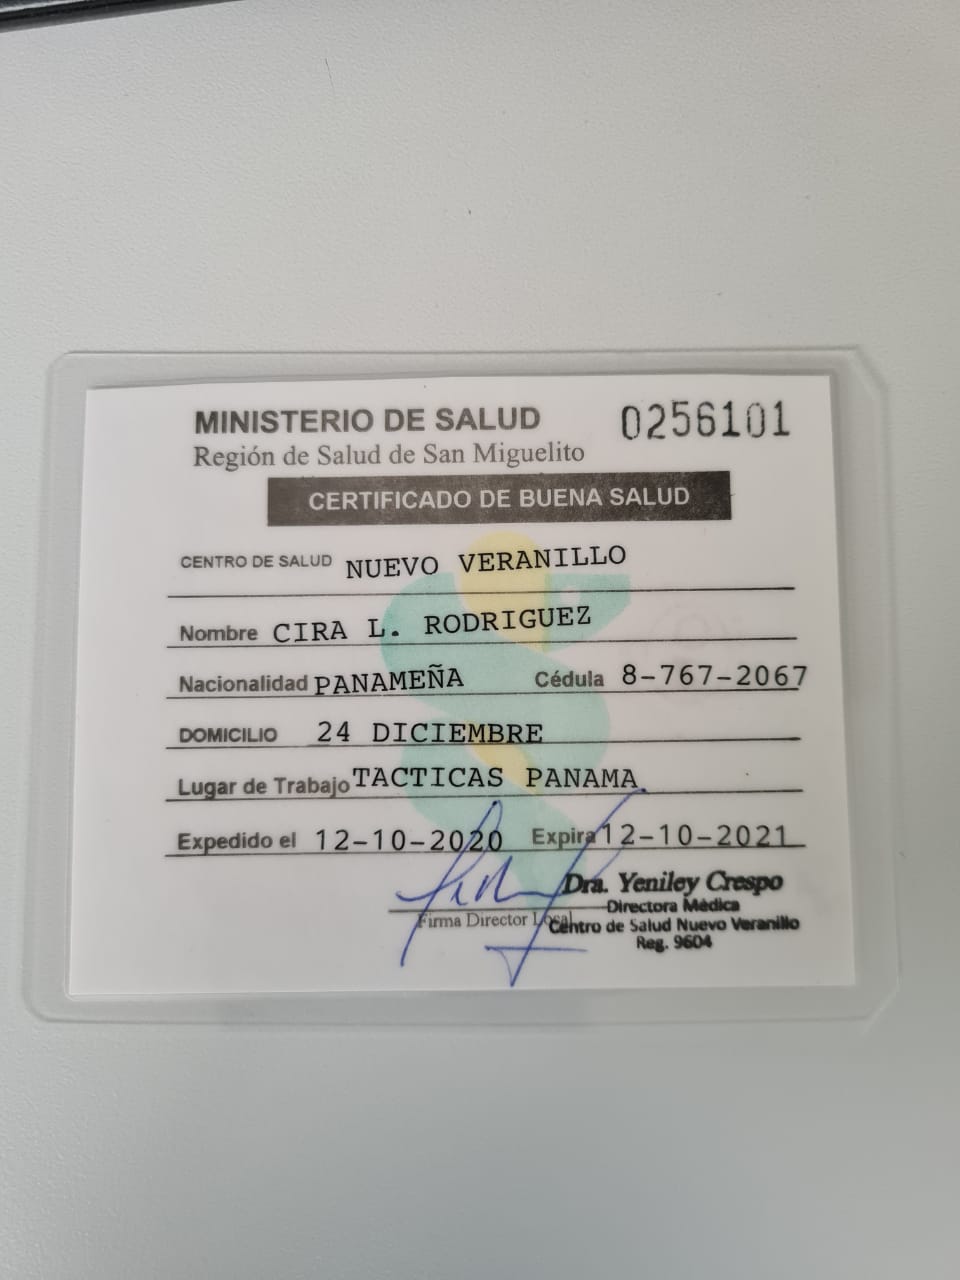 MINISTERIO DE SALUD 0256101
Región de Salud de San Miguelito
CERTIFICADO DE BUENA SALUD
CENTRO DE SALUD NUEVO VERANILLO
Nombre CIRA L. RODRIGUEZ
Nacionalidad PANAMEÑA Cédula 8-767-2067
DOMICILIO 24 DICIEMBRE
Lugar de Trabajo TACTICAS PANAMA
Expedido el 12-10-2020 Expira 12-10-2021
Dra. Yeniley Crespo
Directora Médica
Firma Director Local
Centro de Salud Nuevo Veranillo
Reg. 9604